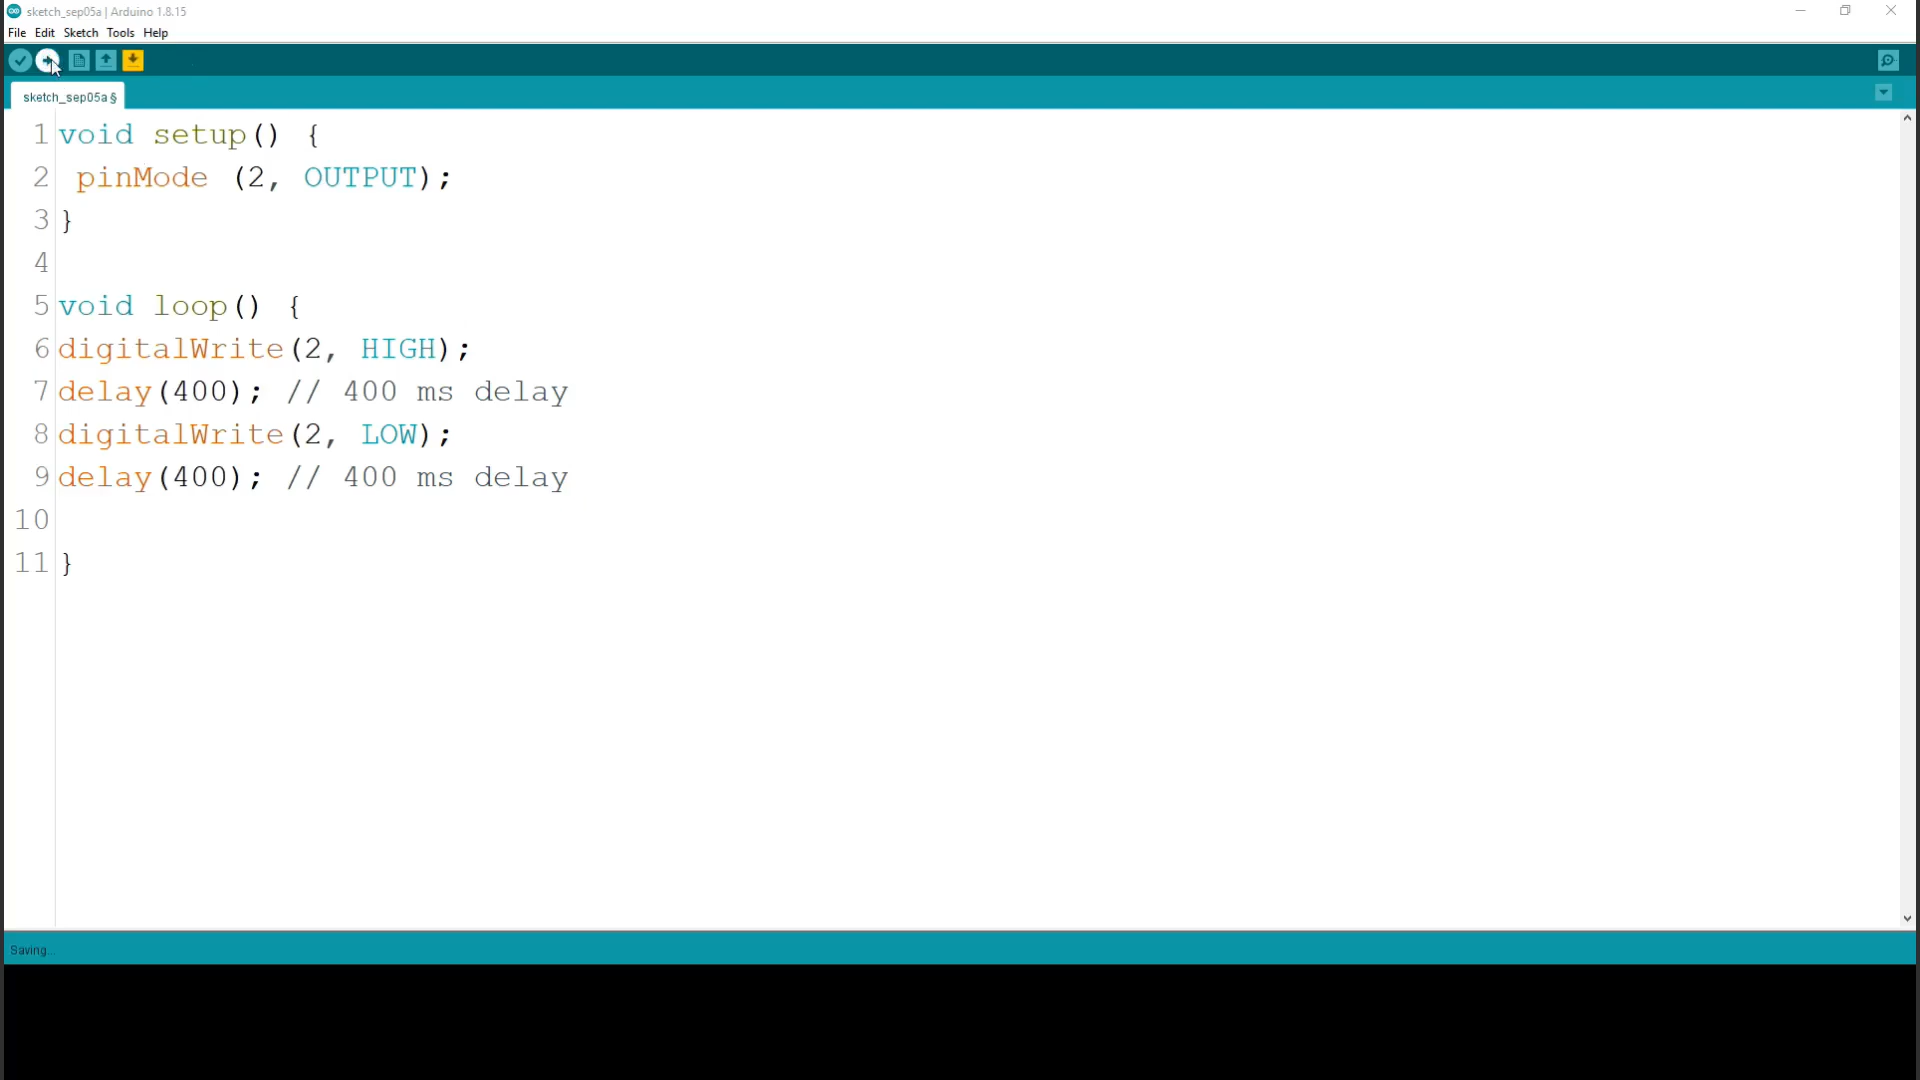 sketch_sep05a | Arduino 1.8.15
File Edit Sketch Tools Help
sketch_sep05a §
1 void setup() {
2  pinMode (2, OUTPUT);
3 }
4
5 void loop() {
6 digitalWrite(2, HIGH);
7 delay(400); // 400 ms delay
8 digitalWrite(2, LOW);
9 delay(400); // 400 ms delay
10
11 }
Saving...